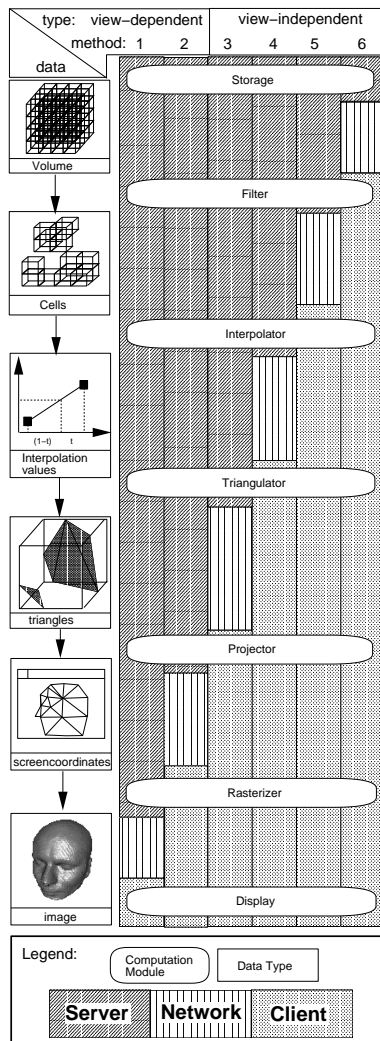 type: view-dependent view-independent
method: 1 2 3 4 5 6
data
Storage
Volume
Filter
Cells
Interpolator
(1-t) t
Interpolation
values
Triangulator
triangles
Projector
screencoordinates
Rasterizer
image
Display
Legend:
Computation
Module
Data Type
Server Network Client